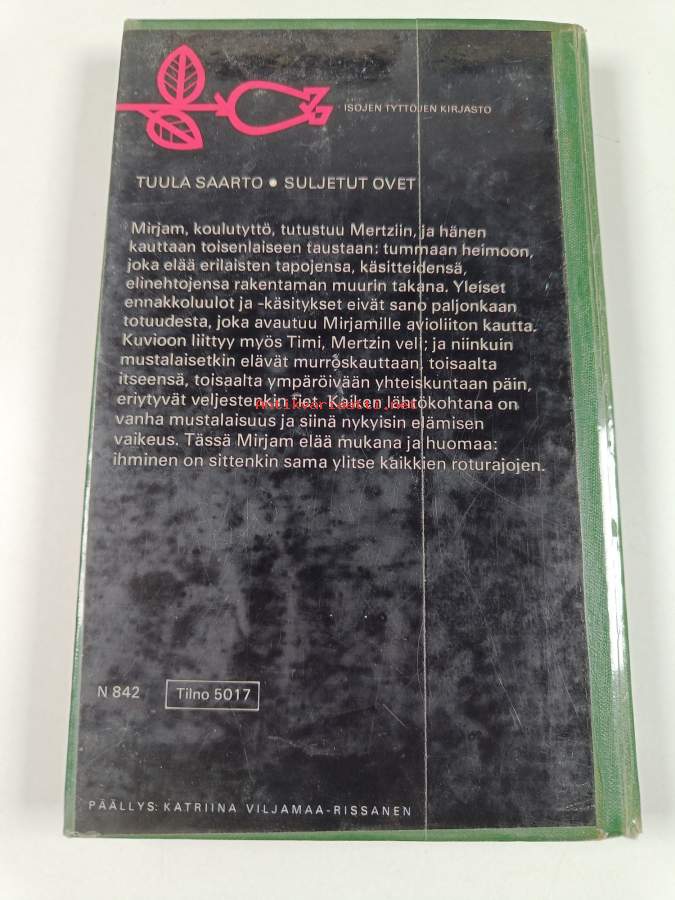 ISOJEN TYTTÖJEN KIRJASTO
TUULA SAARTO • SULJETUT OVET
Mirjam, koulutyttö, tutustuu Mertziin, ja hänen
kauttaan toisenlaiseen taustaan: tummaan heimoon,
joka elää erilaisten tapojensa, käsitteidensä,
elinehtojensa rakentaman muurin takana. Yleiset
ennakkoluulot ja -käsitykset eivät sano paljonkaan
totuudesta, joka avautuu Mirjamille avioliiton kautta.
Kuvioon liittyy myös Timi, Mertzin veli; ja niinkuin
mustalaisetkin elävät murroskauttaan, toisaalta
itseensä, toisaalta ympäröivään yhteiskuntaan päin,
eriytyvät veljestenkin tiet. Kaiken lähtökohtana on
Antikvariaatti.net
vanha mustalaisuus ja siinä nykyisin elämisen
vaikeus. Tässä Mirjam elää mukana ja huomaa:
ihminen on sittenkin sama ylitse kaikkien roturajojen.
N 842 Tilno 5017
PÄÄLLYS: KATRIINA VILJAMAA-RISSANEN